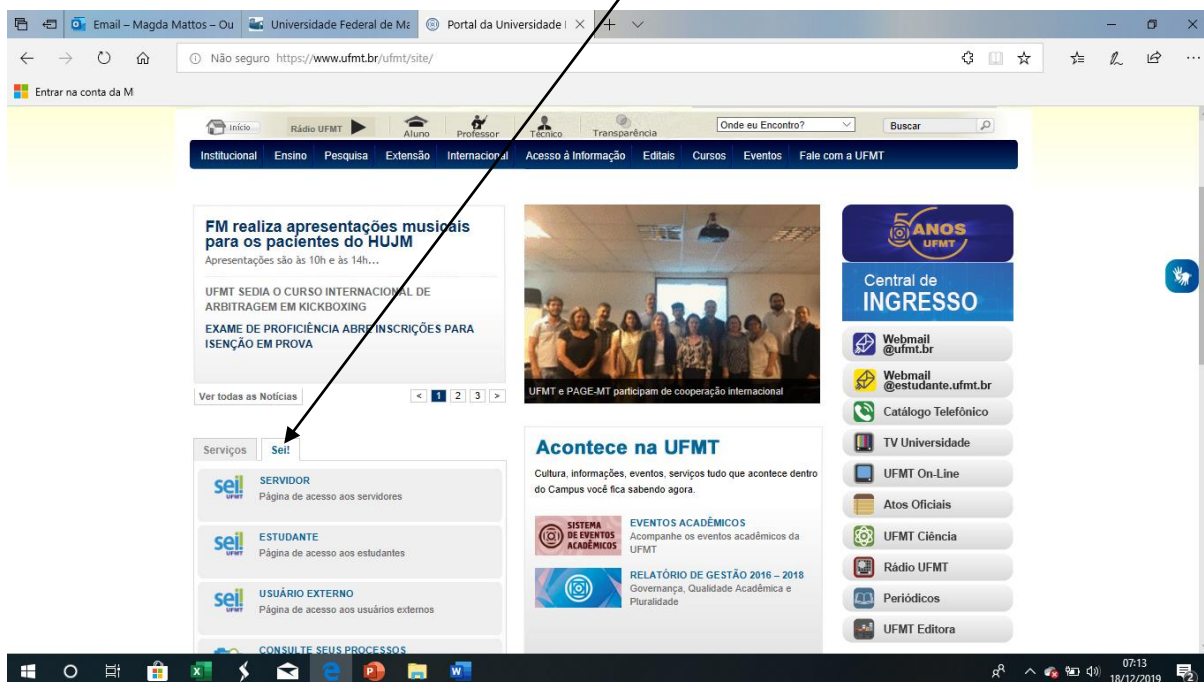 Email – Magda Mattos – Ou
Universidade Federal de Ma
Portal da Universidade
Não seguro https://www.ufmt.br/ufmt/site/
Entrar na conta da M
Início
Rádio UFMT
Aluno
Professor
Técnico
Transparência
Onde eu Encontro?
Buscar
Institucional Ensino Pesquisa Extensão Internacional Acesso à Informação Editais Cursos Eventos Fale com a UFMT
FM realiza apresentações musicais
para os pacientes do HUJM
Apresentações são às 10h e às 14h...
UFMT SEDIA O CURSO INTERNACIONAL DE
ARBITRAGEM EM KICKBOXING
EXAME DE PROFICIÊNCIA ABRE INSCRIÇÕES PARA
ISENÇÃO EM PROVA
Ver todas as Notícias
< 1 2 3 >
UFMT e PAGE-MT participam de cooperação internacional
50 ANOS
UFMT
Central de
INGRESSO
Webmail
@ufmt.br
Webmail
@estudante.ufmt.br
Catálogo Telefônico
TV Universidade
UFMT On-Line
Atos Oficiais
UFMT Ciência
Rádio UFMT
Periódicos
UFMT Editora
Serviços
Sei!
sei!
UFMT
SERVIDOR
Página de acesso aos servidores
sei!
UFMT
ESTUDANTE
Página de acesso aos estudantes
sei!
UFMT
USUÁRIO EXTERNO
Página de acesso aos usuários externos
CONSULTE SEUS PROCESSOS
Acontece na UFMT
Cultura, informações, eventos, serviços tudo que acontece dentro
do Campus você fica sabendo agora.
SISTEMA
DE EVENTOS
ACADÊMICOS
EVENTOS ACADÊMICOS
Acompanhe os eventos acadêmicos da
UFMT
RELATÓRIO DE GESTÃO 2016 – 2018
Governança, Qualidade Acadêmica e
Pluralidade
07:13
18/12/2019